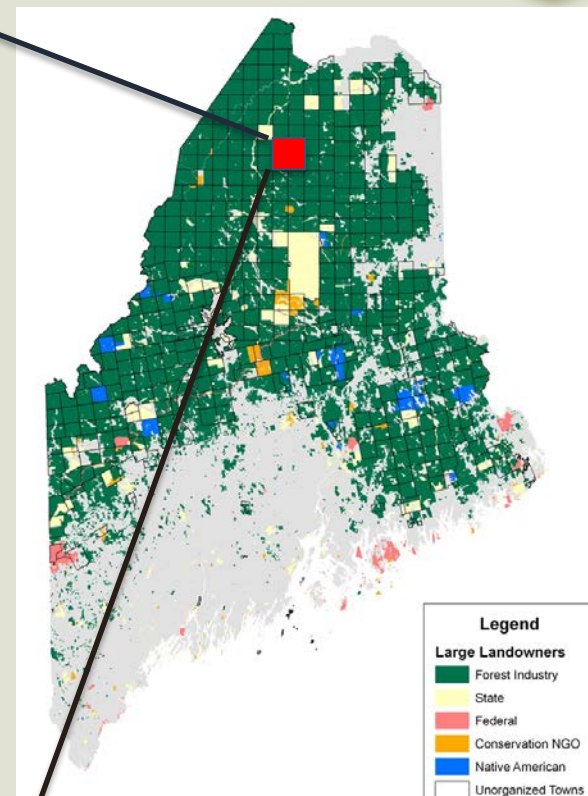 Legend
Large Landowners
Forest Industry
State
Federal
Conservation NGO
Native American
Unorganized Towns